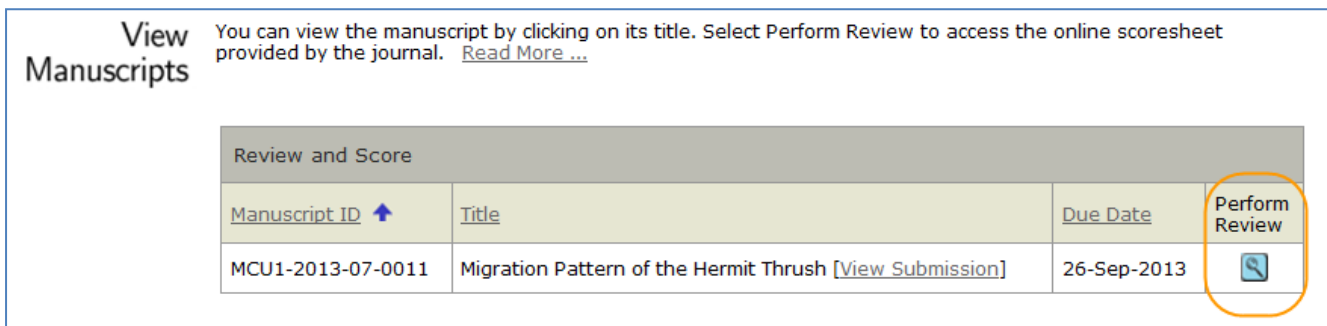 View
Manuscripts
You can view the manuscript by clicking on its title. Select Perform Review to access the online scoresheet
provided by the journal. Read More ...
Review and Score
Manuscript ID Title Due Date Perform
Review
MCU1-2013-07-0011 Migration Pattern of the Hermit Thrush [View Submission] 26-Sep-2013